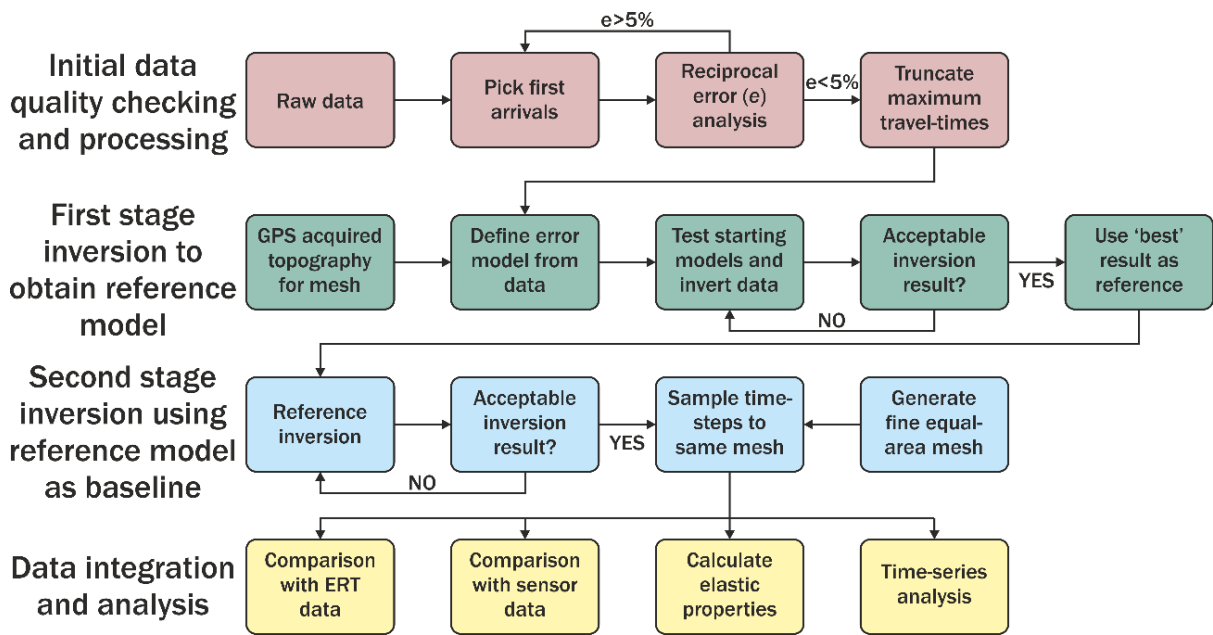 e>5%
Initial data
quality checking
and processing
Raw data
Pick first
arrivals
Reciprocal
error (e)
analysis
e<5%
Truncate
maximum
travel-times
First stage
inversion to
obtain reference
model
GPS acquired
topography
for mesh
Define error
model from
data
Test starting
models and
invert data
Acceptable
inversion
result?
YES
Use ‘best’
result as
reference
NO
Second stage
inversion using
reference model
as baseline
Reference
inversion
Acceptable
inversion
result?
YES
Sample time-
steps to
same mesh
Generate
fine equal-
area mesh
NO
Data integration
and analysis
Comparison
with ERT
data
Comparison
with sensor
data
Calculate
elastic
properties
Time-series
analysis